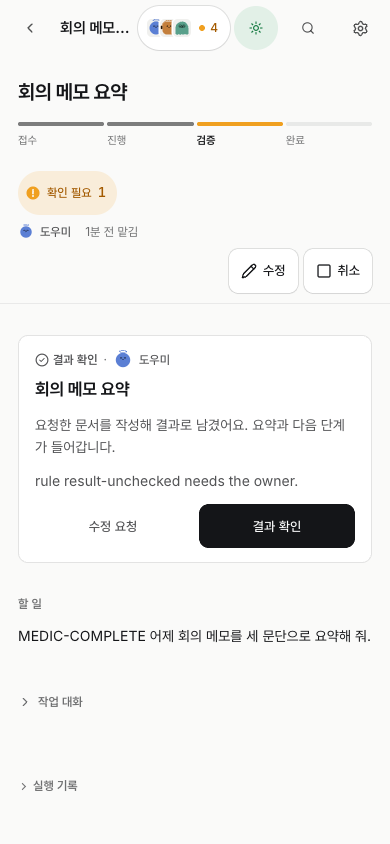 회의 메모...
4
회의 메모 요약
접수
진행
검증
완료
확인 필요 1
도우미 1분 전 맡김
수정
취소
결과 확인 · 도우미
회의 메모 요약
요청한 문서를 작성해 결과로 남겼어요. 요약과 다음 단계
가 들어갑니다.
rule result-unchecked needs the owner.
수정 요청
결과 확인
할 일
MEDIC-COMPLETE 어제 회의 메모를 세 문단으로 요약해 줘.
작업 대화
실행 기록